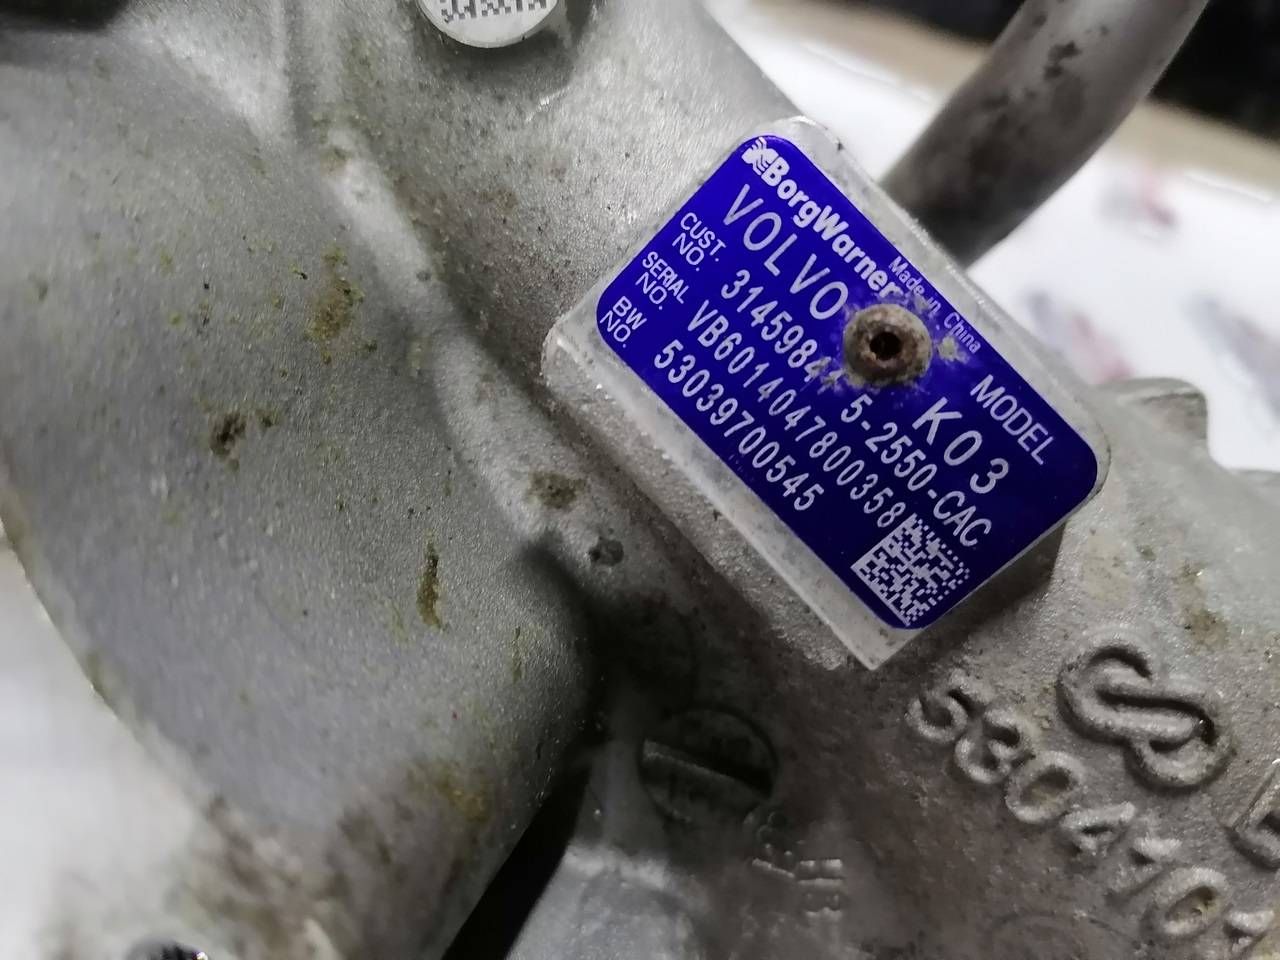 BorgWarner
Made in China
VOLVO
MODEL
K03
CUST. NO. 31459841 5-2550-CAC
SERIAL NO. VB6014047800358
BW NO. 53039700545